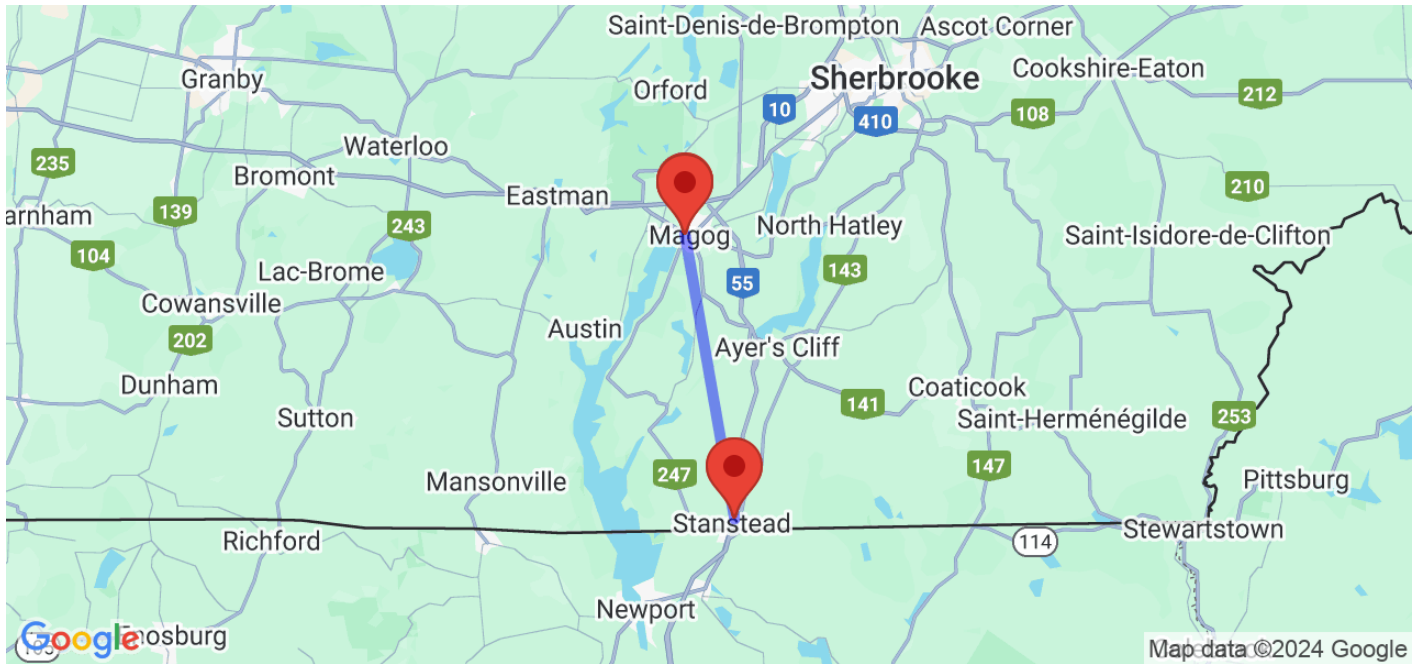 Saint-Denis-de-Brompton
Ascot Corner
Granby
Orford
Sherbrooke
Cookshire-Eaton
10
410
108
212
235
Waterloo
Bromont
Eastman
210
arnham
139
243
Magog
North Hatley
Saint-Isidore-de-Clifton
104
Lac-Brome
143
55
Cowansville
202
Austin
Ayer's Cliff
Dunham
Sutton
141
Coaticook
Saint-Herménégilde
253
Mansonville
247
147
Pittsburg
Richford
Stanstead
114
Stewartstown
Newport
Google
Map data ©2024 Google